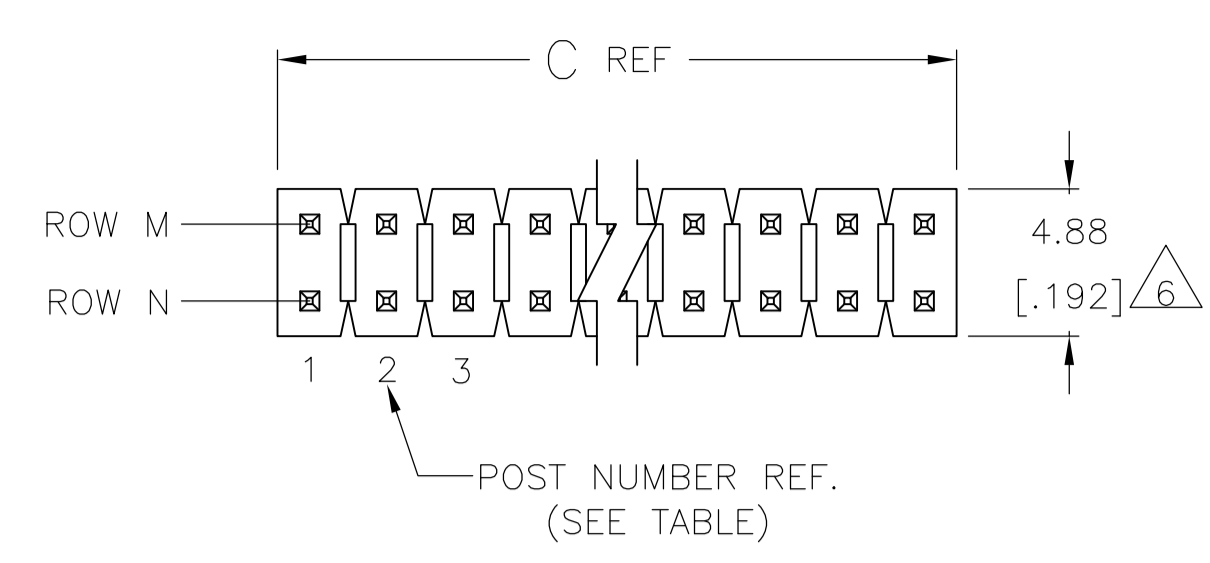 C REF
ROW M
ROW N
4.88
[.192] 6
1 2 3
POST NUMBER REF.
(SEE TABLE)